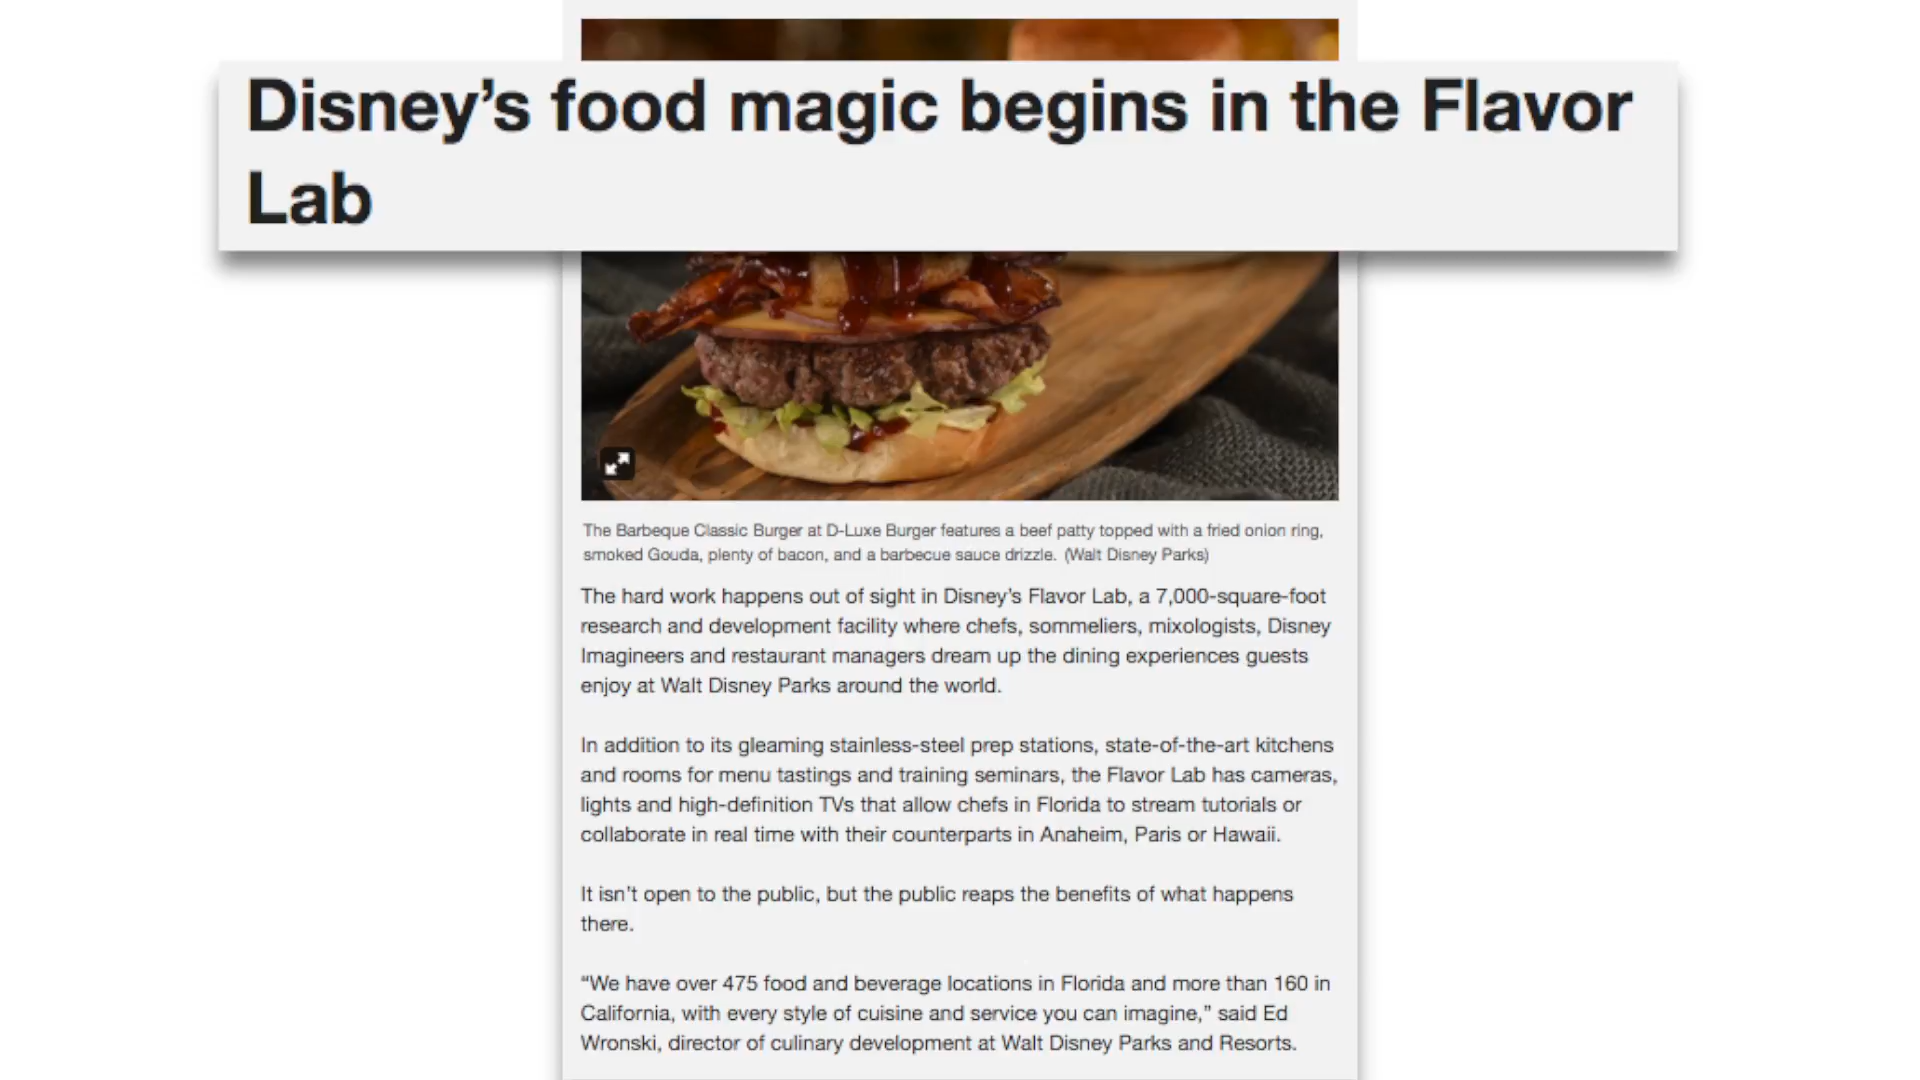 Disney’s food magic begins in the Flavor
Lab
The Barbeque Classic Burger at D-Luxe Burger features a beef patty topped with a fried onion ring,
smoked Gouda, plenty of bacon, and a barbecue sauce drizzle. (Walt Disney Parks)
The hard work happens out of sight in Disney’s Flavor Lab, a 7,000-square-foot
research and development facility where chefs, sommeliers, mixologists, Disney
Imagineers and restaurant managers dream up the dining experiences guests
enjoy at Walt Disney Parks around the world.
In addition to its gleaming stainless-steel prep stations, state-of-the-art kitchens
and rooms for menu tastings and training seminars, the Flavor Lab has cameras,
lights and high-definition TVs that allow chefs in Florida to stream tutorials or
collaborate in real time with their counterparts in Anaheim, Paris or Hawaii.
It isn’t open to the public, but the public reaps the benefits of what happens
there.
“We have over 475 food and beverage locations in Florida and more than 160 in
California, with every style of cuisine and service you can imagine,” said Ed
Wronski, director of culinary development at Walt Disney Parks and Resorts.